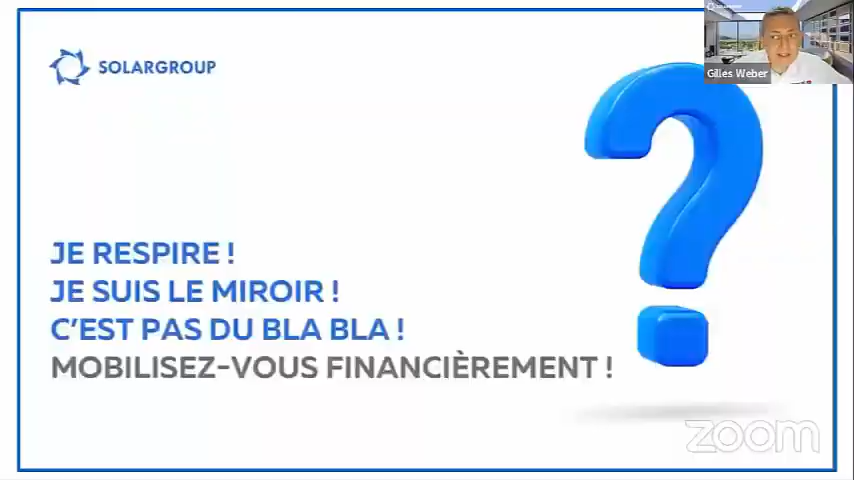 SOLARGROUP
Gilles Weber
JE RESPIRE !
JE SUIS LE MIROIR !
C'EST PAS DU BLA BLA !
MOBILISEZ-VOUS FINANCIÈREMENT !
zoom